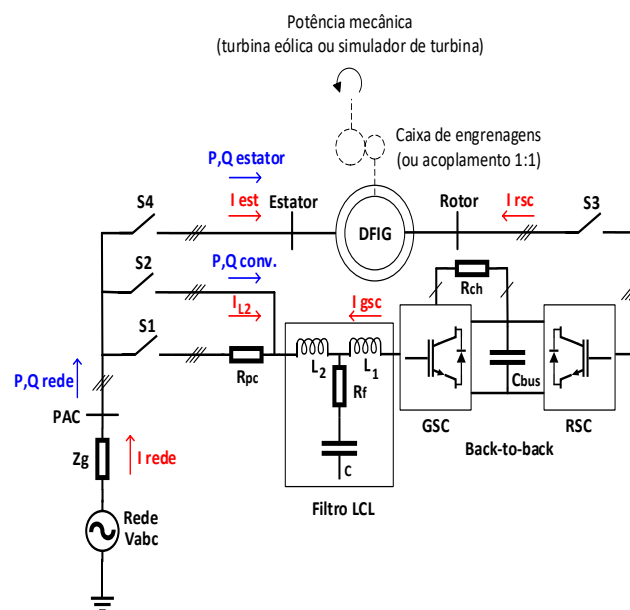 Potência mecânica
(turbina eólica ou simulador de turbina)
Caixa de engrenagens
(ou acoplamento 1:1)
P,Q estator
S4
I est
Estator
DFIG
Rotor
I rsc
S3
S2
P,Q conv.
I L2
I gsc
Rch
S1
Rpc
L2
L1
Rf
C
Cbus
GSC
RSC
Back-to-back
Filtro LCL
P,Q rede
PAC
Zg
I rede
Rede
Vabc